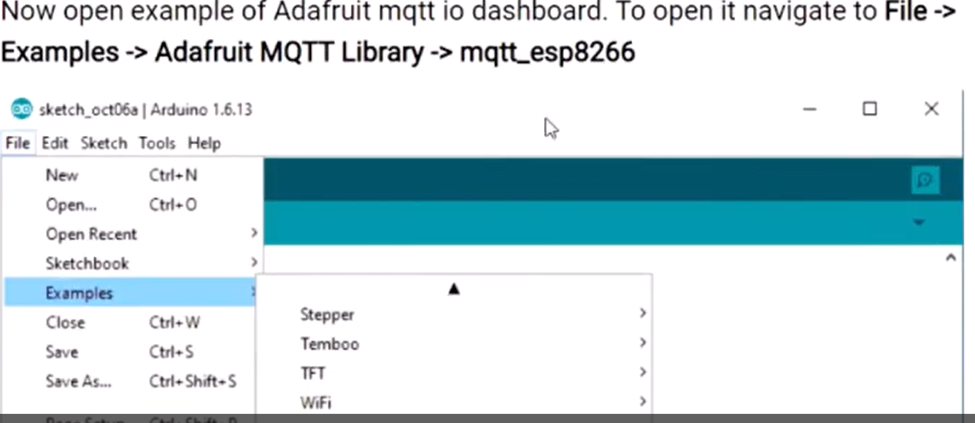 Now open example of Adafruit mqtt io dashboard. To open it navigate to File ->
Examples -> Adafruit MQTT Library -> mqtt_esp8266
sketch_oct06a | Arduino 1.6.13
File Edit Sketch Tools Help
New Ctrl+N
Open... Ctrl+O
Open Recent
Sketchbook
Examples
Close Ctrl+W
Save Ctrl+S
Save As... Ctrl+Shift+S
Stepper
Temboo
TFT
WiFi